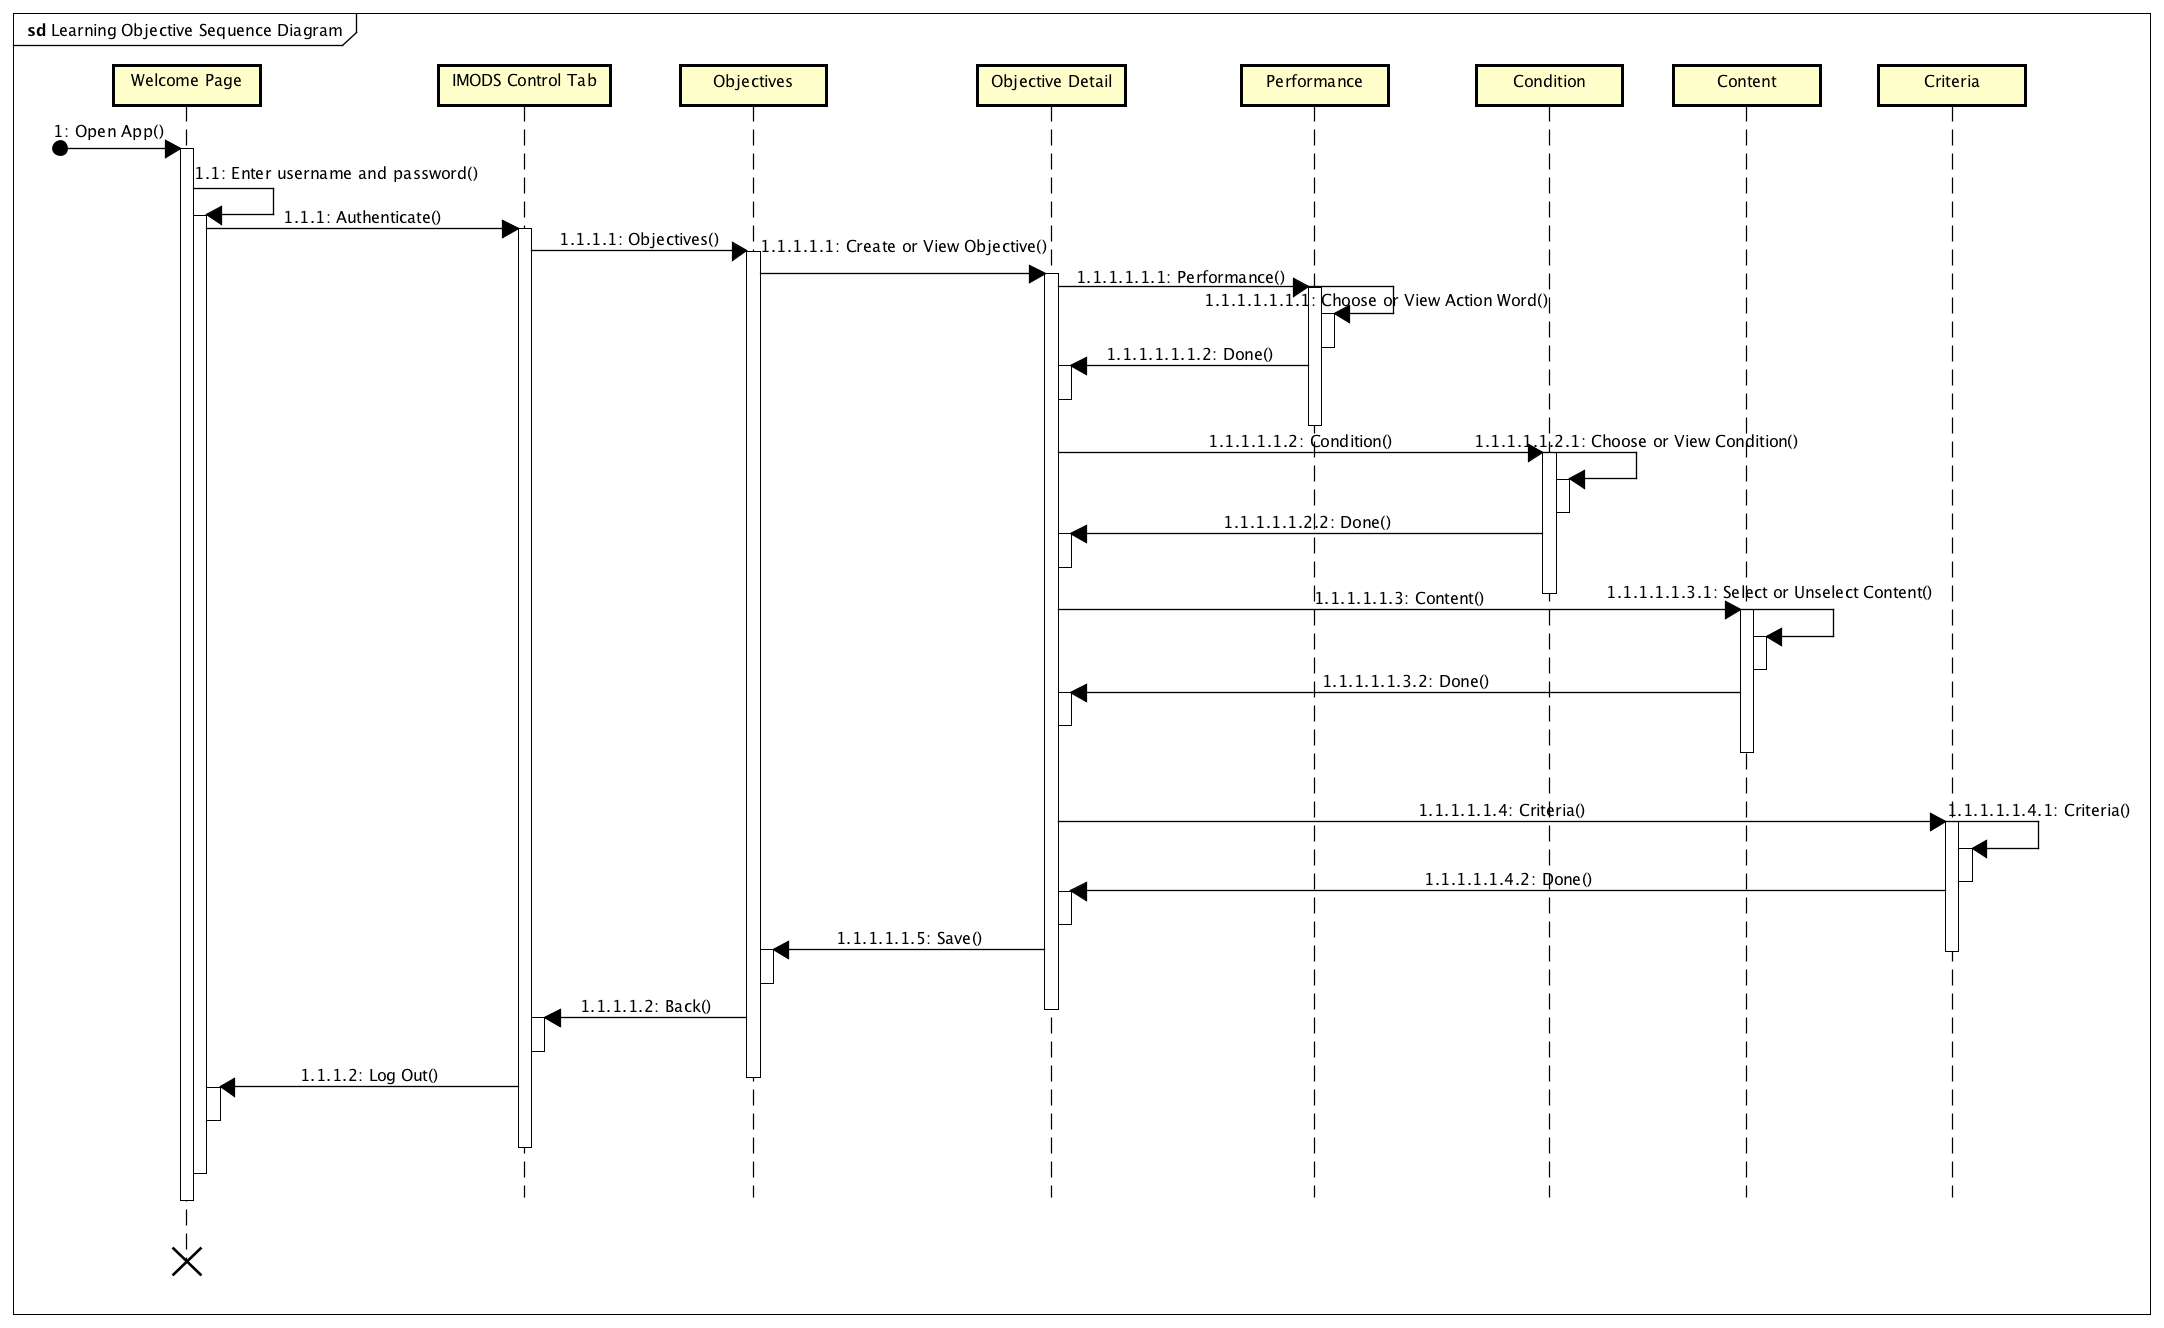 sd Learning Objective Sequence Diagram
Welcome Page
IMODS Control Tab
Objectives
Objective Detail
Performance
Condition
Content
Criteria
1: Open App()
1.1: Enter username and password()
1.1.1: Authenticate()
1.1.1.1: Objectives()
1.1.1.1.1: Create or View Objective()
1.1.1.1.1.1: Performance()
1.1.1.1.1.1.1: Choose or View Action Word()
1.1.1.1.1.1.2: Done()
1.1.1.1.1.2: Condition()
1.1.1.1.1.2.1: Choose or View Condition()
1.1.1.1.1.2.2: Done()
1.1.1.1.1.3: Content()
1.1.1.1.1.3.1: Select or Unselect Content()
1.1.1.1.1.3.2: Done()
1.1.1.1.1.4: Criteria()
1.1.1.1.1.4.1: Criteria()
1.1.1.1.1.4.2: Done()
1.1.1.1.1.5: Save()
1.1.1.1.2: Back()
1.1.1.2: Log Out()